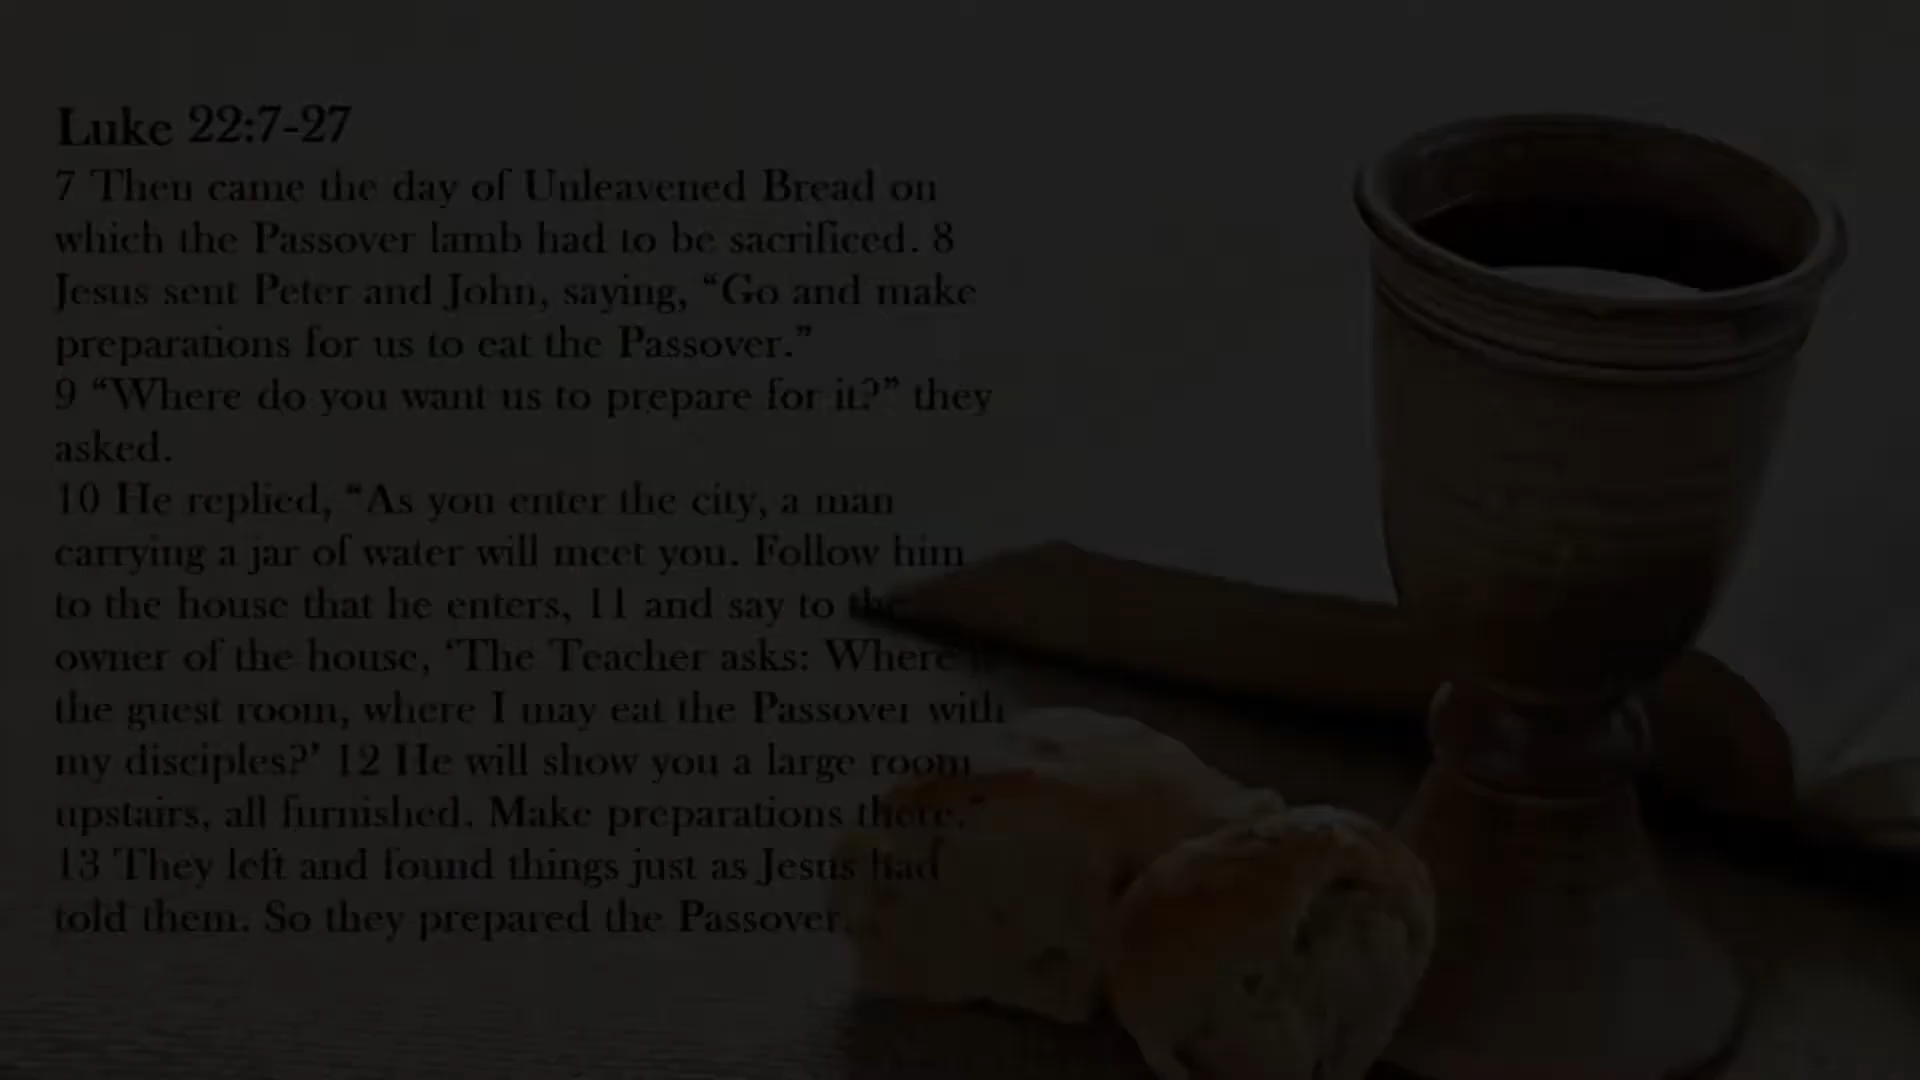 Luke 22:7-27
7 Then came the day of Unleavened Bread on
which the Passover lamb had to be sacrificed. 8
Jesus sent Peter and John, saying, “Go and make
preparations for us to eat the Passover.”
9 “Where do you want us to prepare for it?” they
asked.
10 He replied, “As you enter the city, a man
carrying a jar of water will meet you. Follow him
to the house that he enters, 11 and say to the
owner of the house, ‘The Teacher asks: Where
the guest room, where I may eat the Passover with
my disciples?’ 12 He will show you a large room
upstairs, all furnished. Make preparations there.”
13 They left and found things just as Jesus had
told them. So they prepared the Passover.